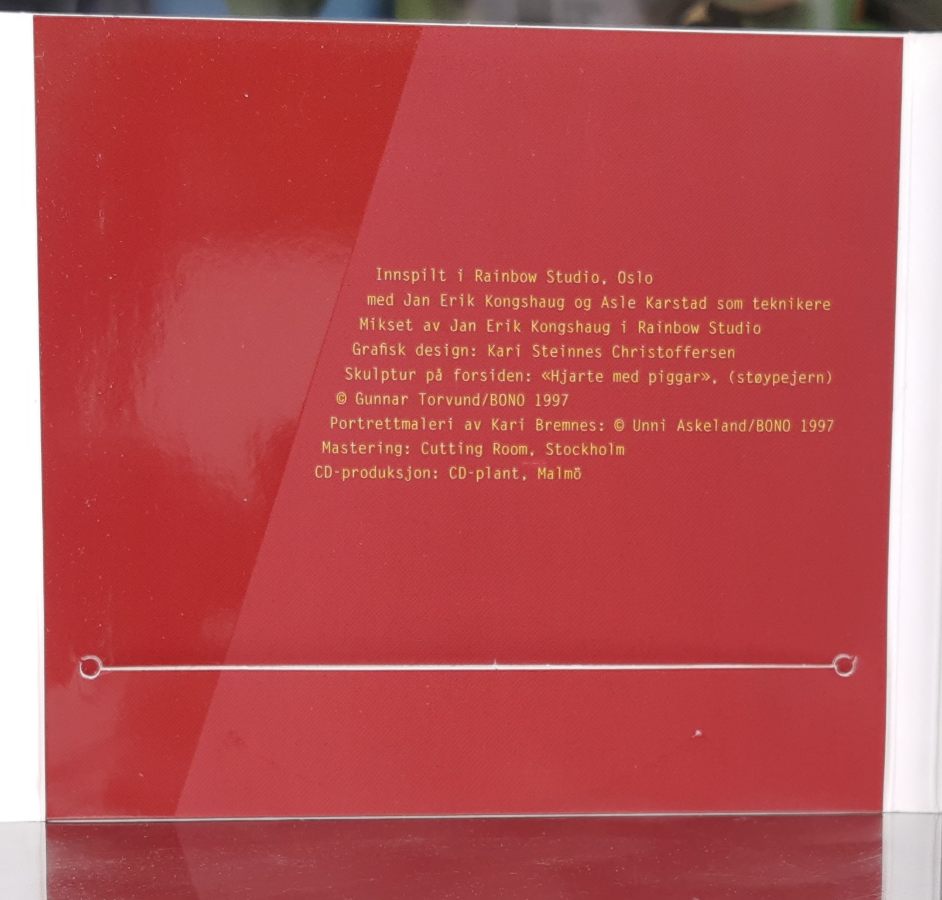 Innspilt i Rainbow Studio, Oslo
med Jan Erik Kongshaug og Asle Karstad som teknikere
Mikset av Jan Erik Kongshaug i Rainbow Studio
Grafisk design: Kari Steinnes Christoffersen
Skulptur på forsiden: «Hjarte med piggar», (støypejern)
© Gunnar Torvund/BONO 1997
Portrettmaleri av Kari Bremnes: © Unni Askeland/BONO 1997
Mastering: Cutting Room, Stockholm
CD-produksjon: CD-plant, Malmö